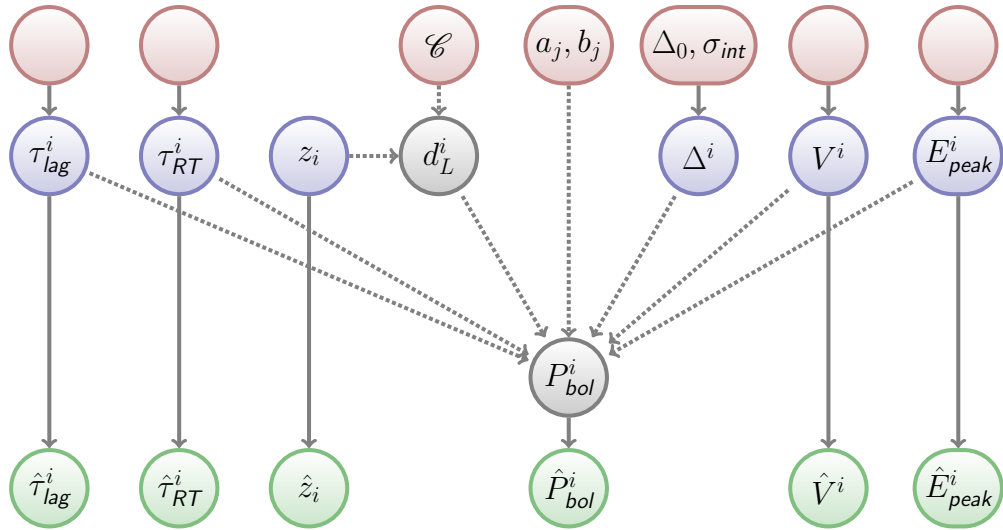 𝒞 a_j, b_j Δ_0, σ_int
τ^i_lag τ^i_RT z_i d^i_L Δ^i V^i E^i_peak
P^i_bol
τ̂^i_lag τ̂^i_RT ẑ_i P̂^i_bol V̂^i Ê^i_peak